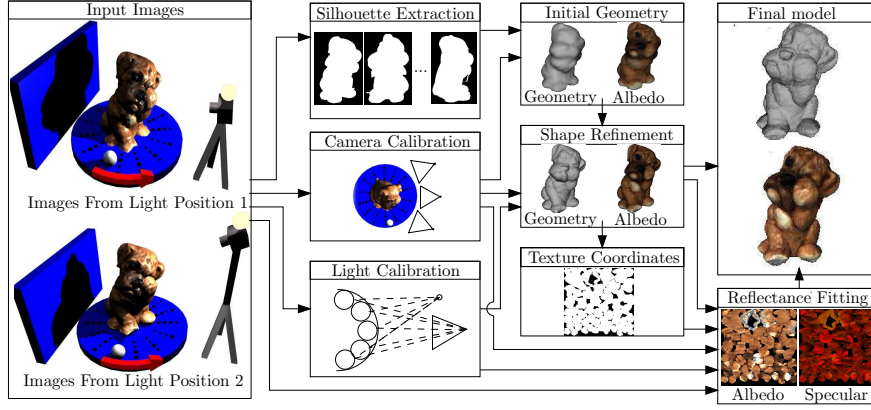 Input Images
Images From Light Position 1
Images From Light Position 2
Silhouette Extraction
...
Camera Calibration
Light Calibration
Initial Geometry
Geometry Albedo
Shape Refinement
Geometry Albedo
Texture Coordinates
Final model
Reflectance Fitting
Albedo Specular